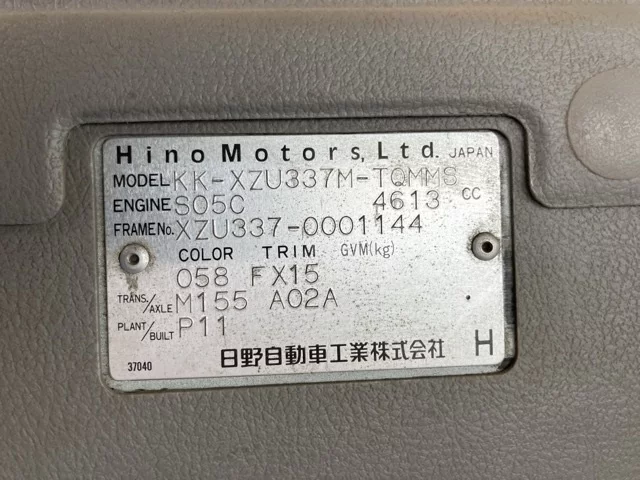 Hino Motors, Ltd. JAPAN
MODEL KK-XZU337M-TQMMS
ENGINE S05C 4613 CC
FRAME No. XZU337-0001144
COLOR TRIM GVM(kg)
058 FX15
TRANS./AXLE M155 A02A
PLANT/BUILT P11
37040 日野自動車工業株式会社 H